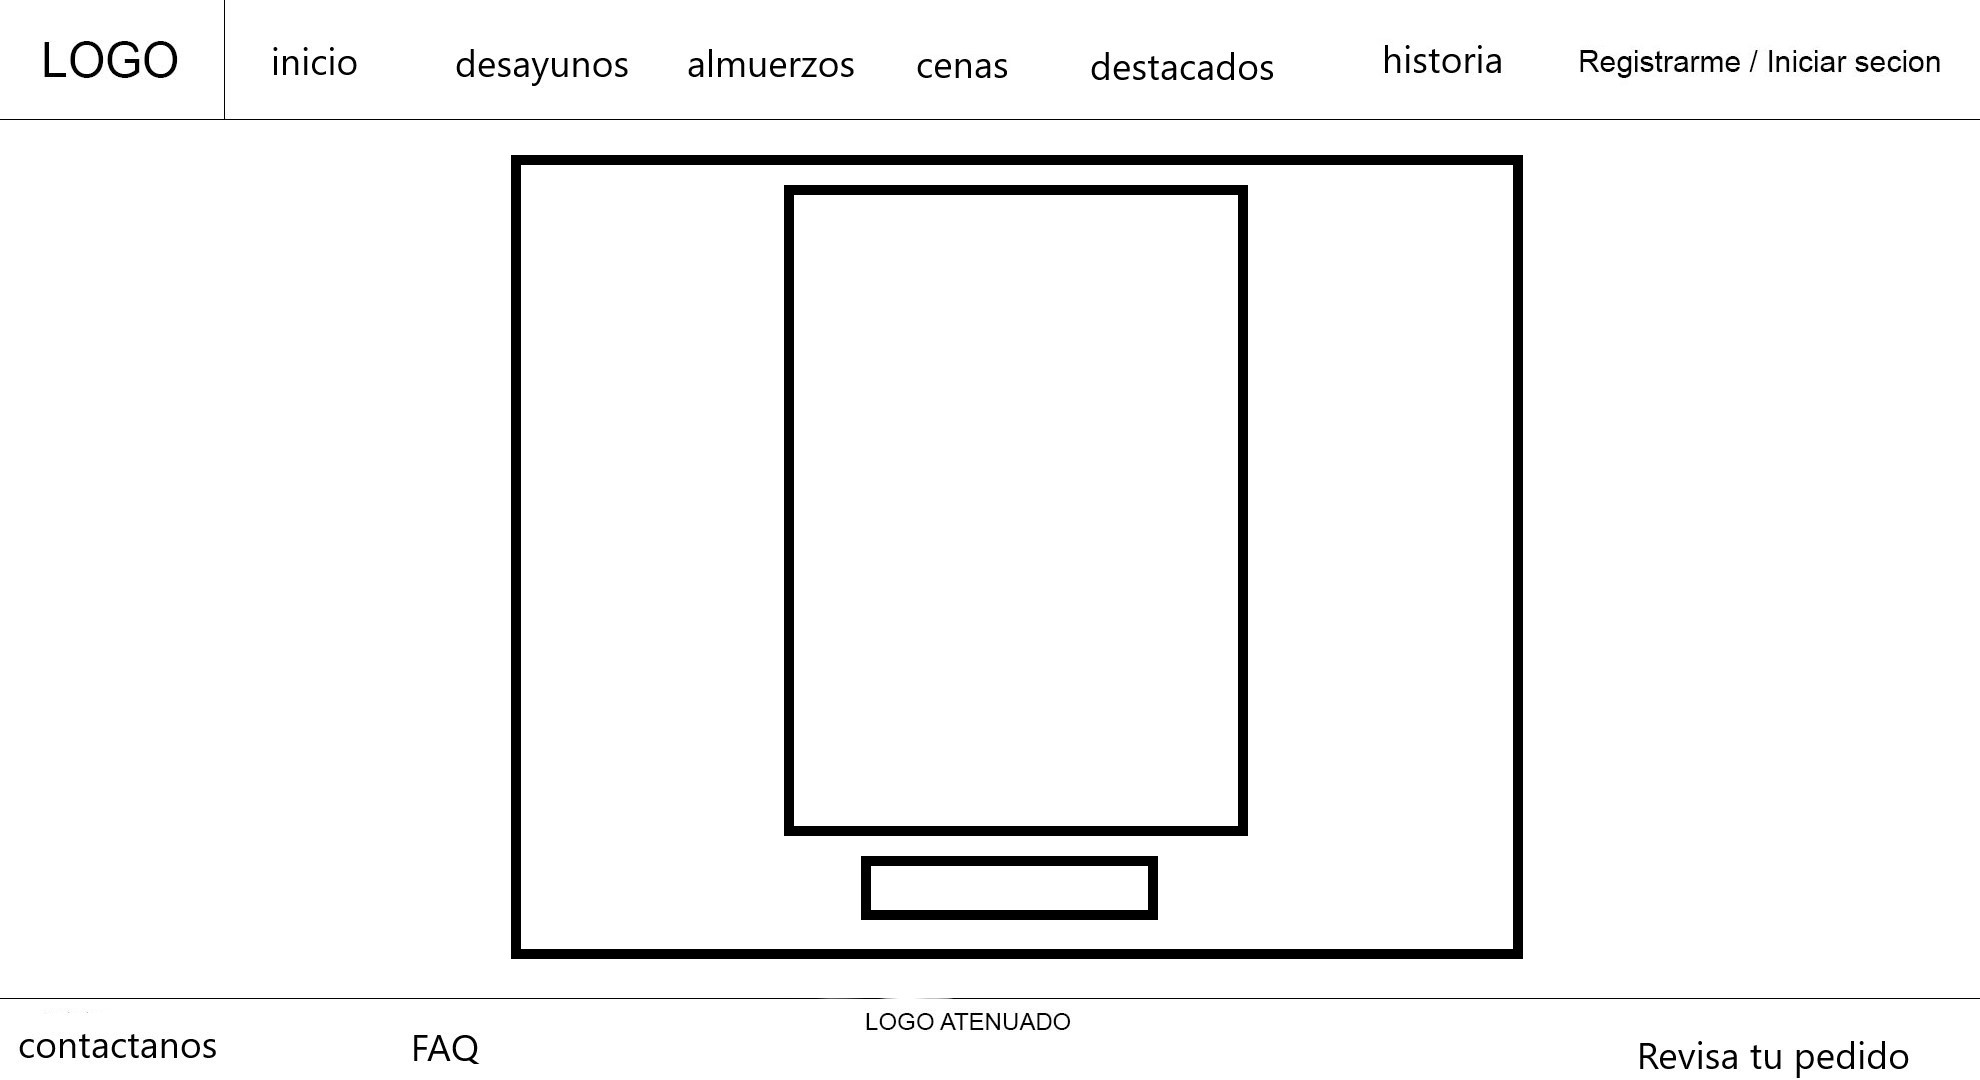 LOGO
inicio
desayunos
almuerzos
cenas
destacados
historia
Registrarme / Iniciar secion
LOGO ATENUADO
contactanos
FAQ
Revisa tu pedido